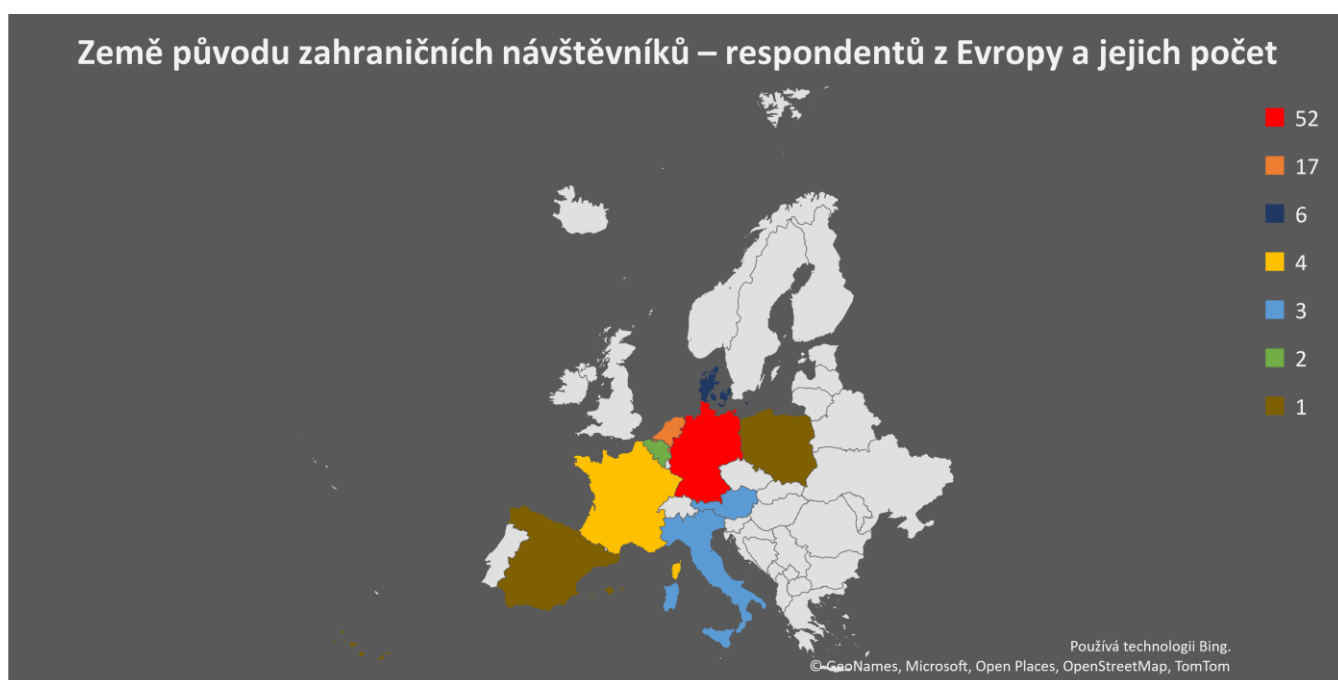 Země původu zahraničních návštěvníků – respondentů z Evropy a jejich počet
52
17
6
4
3
2
1
Používá technologii Bing.
© GeoNames, Microsoft, Open Places, OpenStreetMap, TomTom